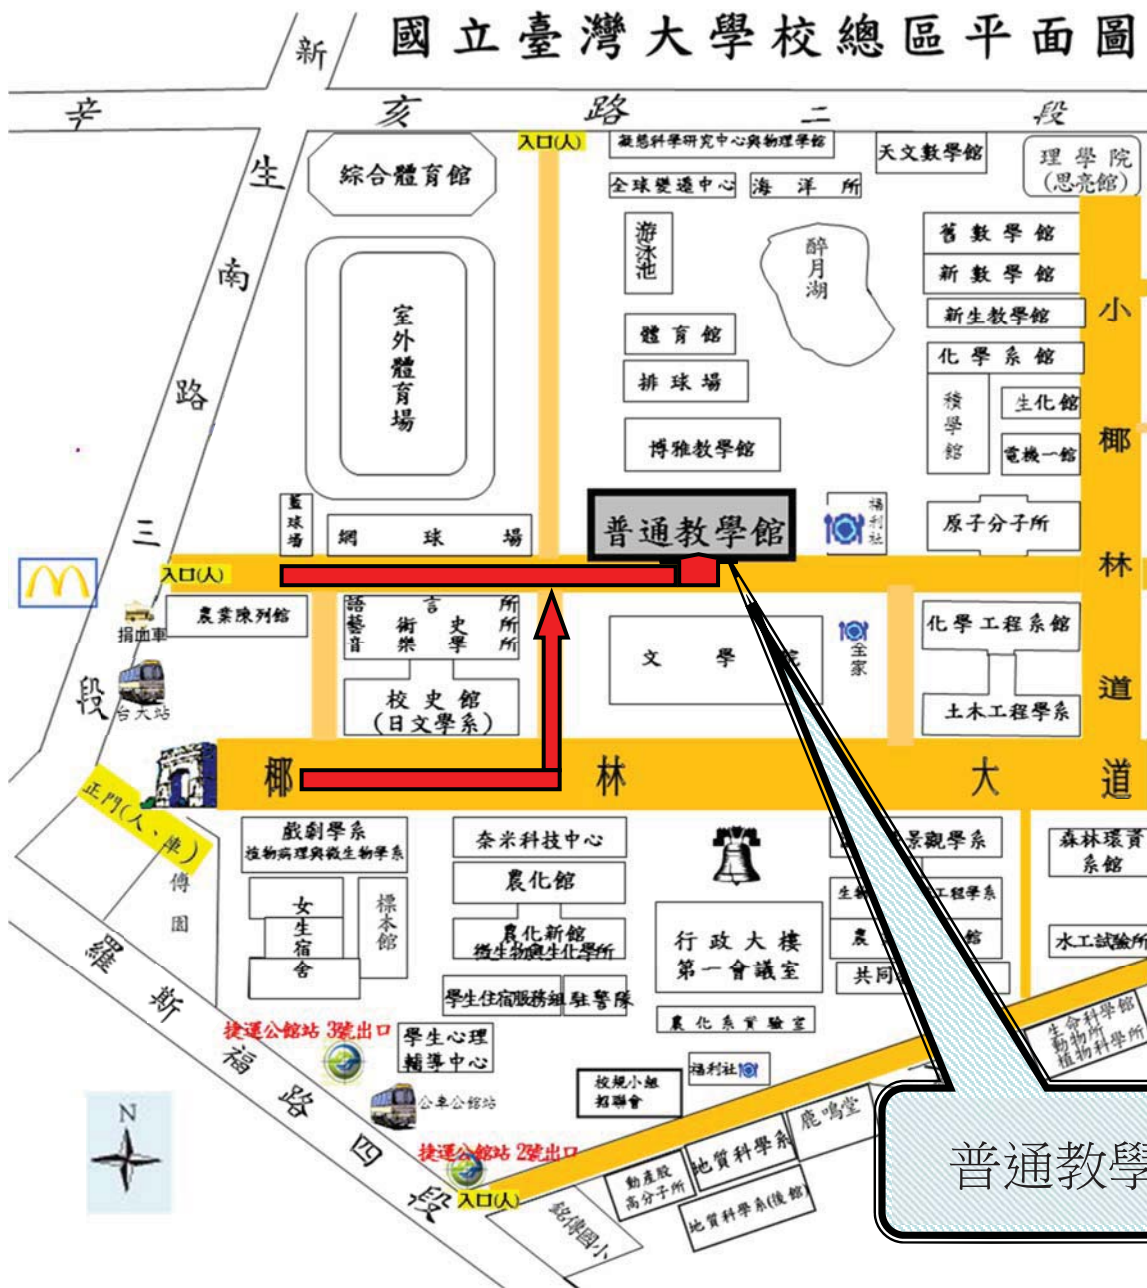 國立臺灣大學校總區平面圖
辛亥路二段
新生南路三段
入口(人)
凝態科學研究中心與物理學館
天文數學館
理學院
(思亮館)
綜合體育館
全球變遷中心
海洋所
游泳池
醉月湖
舊數學館
新數學館
新生教學館
小椰林道
室外體育場
體育館
化學系館
排球場
積學館
生化館
博雅教學館
電機一館
籃球場
網球場
普通教學館
福利社
原子分子所
入口(人)
農業陳列館
語言所
藝術史所
音樂學所
捐血車
文學院
全家
化學工程系館
台大站
校史館
(日文學系)
土木工程學系
椰林大道
正門(人、車)
傅園
戲劇學系
植物病理與微生物學系
奈米科技中心
景觀學系
森林環資
系館
農化館
生物
工程學系
女生宿舍
標本館
農化新館
微生物與生化學所
行政大樓
第一會議室
農
館
水工試驗所
共同
學生住宿服務組
駐警隊
農化系實驗室
生命科學館
動物所
植物科學所
捷運公館站 3號出口
學生心理
輔導中心
羅斯福路四段
公車公館站
校規小組
招聯會
福利社
鹿鳴堂
N
捷運公館站 2號出口
入口(人)
動產股
高分子所
地質科學系
地質科學系(後館)
銘傳國小
普通教學